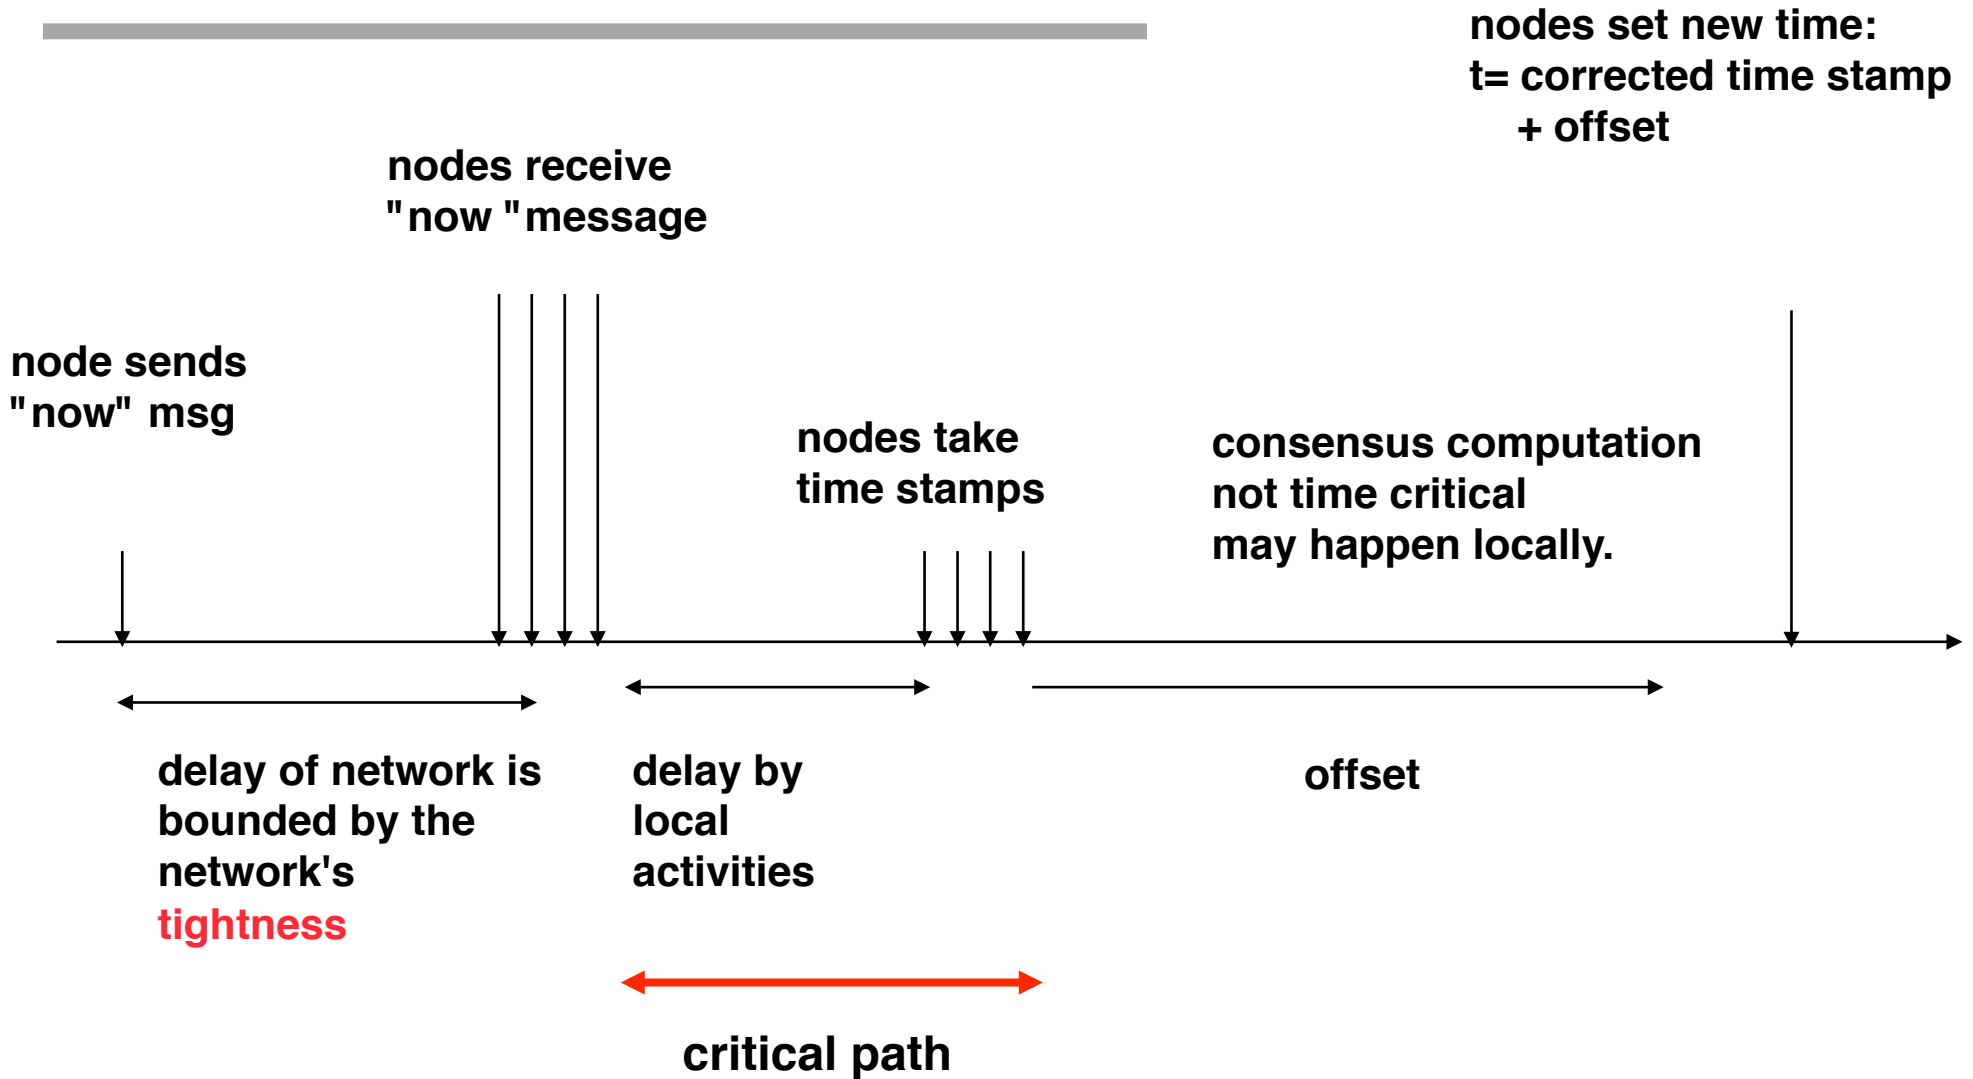 nodes set new time:
t= corrected time stamp
+ offset
nodes receive
"now "message
node sends
"now" msg
nodes take
time stamps
consensus computation
not time critical
may happen locally.
delay of network is
bounded by the
network's
tightness
delay by
local
activities
offset
critical path